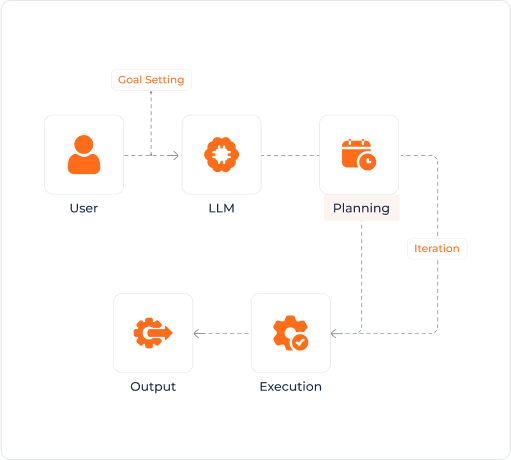 Goal Setting
User
LLM
Planning
Iteration
Output
Execution